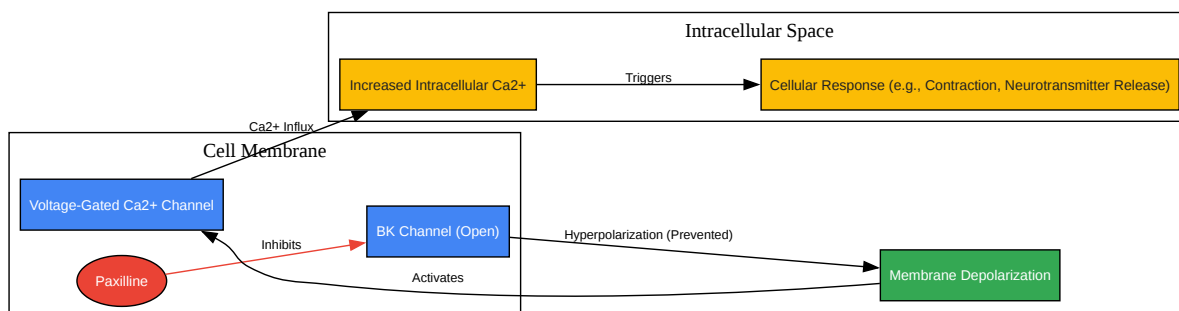 Intracellular Space
Increased Intracellular Ca2+
Triggers
Cellular Response (e.g., Contraction, Neurotransmitter Release)
Ca2+ Influx
Cell Membrane
Voltage-Gated Ca2+ Channel
BK Channel (Open)
Hyperpolarization (Prevented)
Inhibits
Paxilline
Activates
Membrane Depolarization